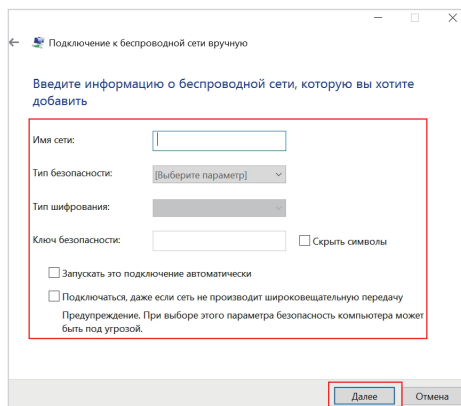 Подключение к беспроводной сети вручную
Введите информацию о беспроводной сети, которую вы хотите
добавить
Имя сети:
Тип безопасности: [Выберите параметр]
Тип шифрования:
Ключ безопасности: Скрыть символы
Запускать это подключение автоматически
Подключаться, даже если сеть не производит широковещательную передачу
Предупреждение. При выборе этого параметра безопасность компьютера может
быть под угрозой.
Далее Отмена